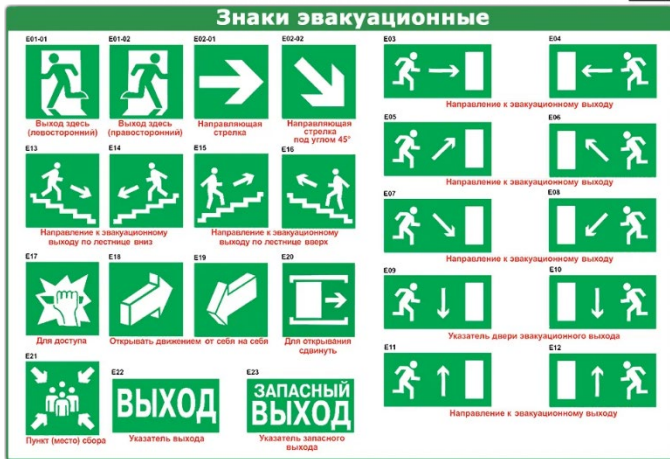 Знаки эвакуационные
E01-01
E01-02
E02-01
E02-02
Выход здесь
(левосторонний)
Выход здесь
(правосторонний)
Направляющая
стрелка
Направляющая
стрелка
под углом 45°
E03
E04
Направление к эвакуационному выходу
E05
E06
Направление к эвакуационному выходу
E07
E08
Направление к эвакуационному выходу
E09
E10
Указатель двери эвакуационного выхода
E11
E12
Направление к эвакуационному выходу
E13
E14
E15
E16
Направление к эвакуационному
выходу по лестнице вниз
Направление к эвакуационному
выходу по лестнице вверх
E17
E18
E19
E20
Для доступа
Открывать движением от себя на себя
Для открывания
сдвинуть
E21
Пункт (место) сбора
E22
ВЫХОД
Указатель выхода
E23
ЗАПАСНЫЙ
ВЫХОД
Указатель запасного
выхода